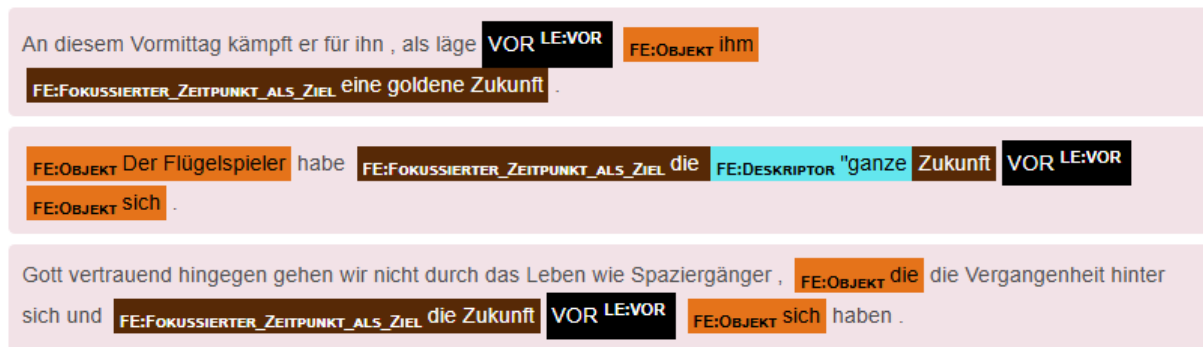 An diesem Vormittag kämpft er für ihn , als läge VOR LE:VOR FE:OBJEKT ihm
FE:FOKUSSIERTER_ZEITPUNKT_ALS_ZIEL eine goldene Zukunft .
FE:OBJEKT Der Flügelspieler habe FE:FOKUSSIERTER_ZEITPUNKT_ALS_ZIEL die FE:DESKRIPTOR "ganze Zukunft VOR LE:VOR
FE:OBJEKT sich .
Gott vertrauend hingegen gehen wir nicht durch das Leben wie Spaziergänger , FE:OBJEKT die die Vergangenheit hinter
sich und FE:FOKUSSIERTER_ZEITPUNKT_ALS_ZIEL die Zukunft VOR LE:VOR FE:OBJEKT sich haben .